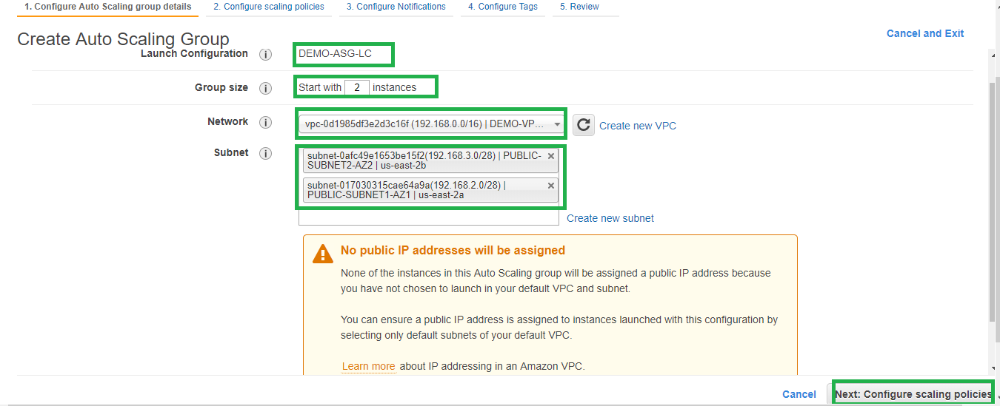 1. Configure Auto Scaling group details 2. Configure scaling policies 3. Configure Notifications 4. Configure Tags 5. Review
Create Auto Scaling Group
Cancel and Exit
Launch Configuration i DEMO-ASG-LC
Group size i Start with 2 instances
Network i vpc-0d1985df3e2d3c16f (192.168.0.0/16) | DEMO-VP... Create new VPC
Subnet i subnet-0afc49e1653be15f2(192.168.3.0/28) | PUBLIC- ×
SUBNET2-AZ2 | us-east-2b
subnet-017030315cae64a9a(192.168.2.0/28) | ×
PUBLIC-SUBNET1-AZ1 | us-east-2a
Create new subnet
No public IP addresses will be assigned
None of the instances in this Auto Scaling group will be assigned a public IP address because
you have not chosen to launch in your default VPC and subnet.
You can ensure a public IP address is assigned to instances launched with this configuration by
selecting only default subnets of your default VPC.
Learn more about IP addressing in an Amazon VPC.
Cancel Next: Configure scaling policies